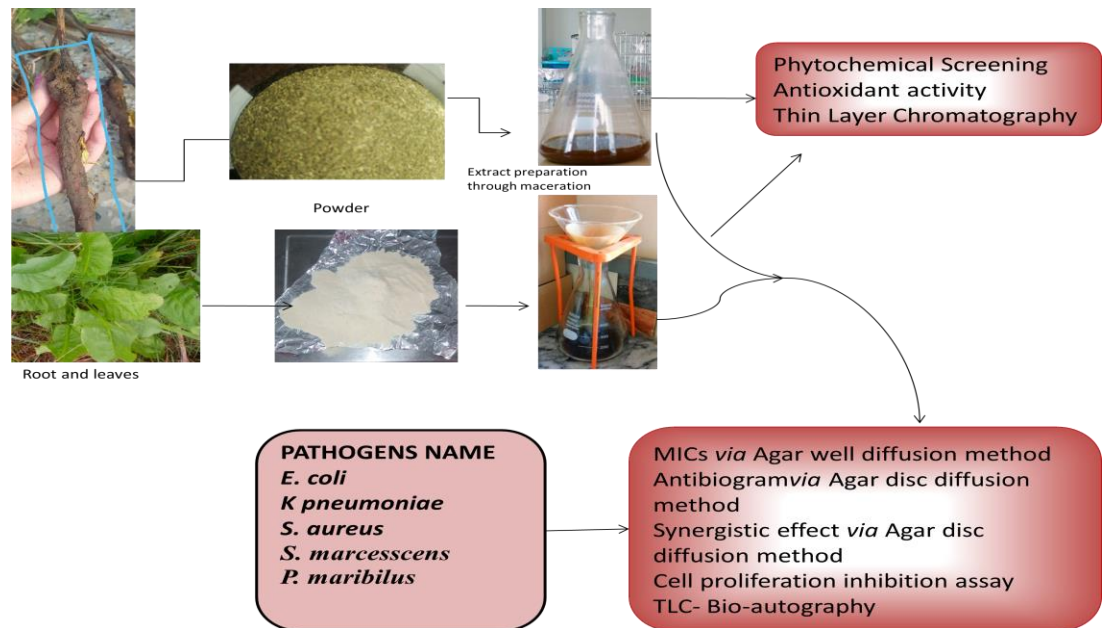 Phytochemical Screening
Antioxidant activity
Thin Layer Chromatography
Extract preparation
through maceration
Powder
Root and leaves
PATHOGENS NAME
E. coli
K pneumoniae
S. aureus
S. marcesscens
P. maribilus
MICs via Agar well diffusion method
Antibiogramvia Agar disc diffusion
method
Synergistic effect via Agar disc
diffusion method
Cell proliferation inhibition assay
TLC- Bio-autography